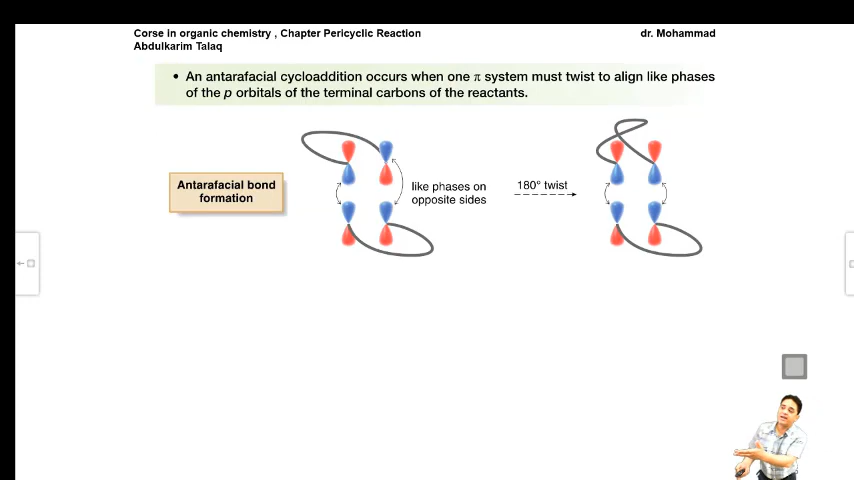 Corse in organic chemistry , Chapter Pericyclic Reaction dr. Mohammad
Abdulkarim Talaq
• An antarafacial cycloaddition occurs when one π system must twist to align like phases
of the p orbitals of the terminal carbons of the reactants.
Antarafacial bond
formation
like phases on
opposite sides
180° twist